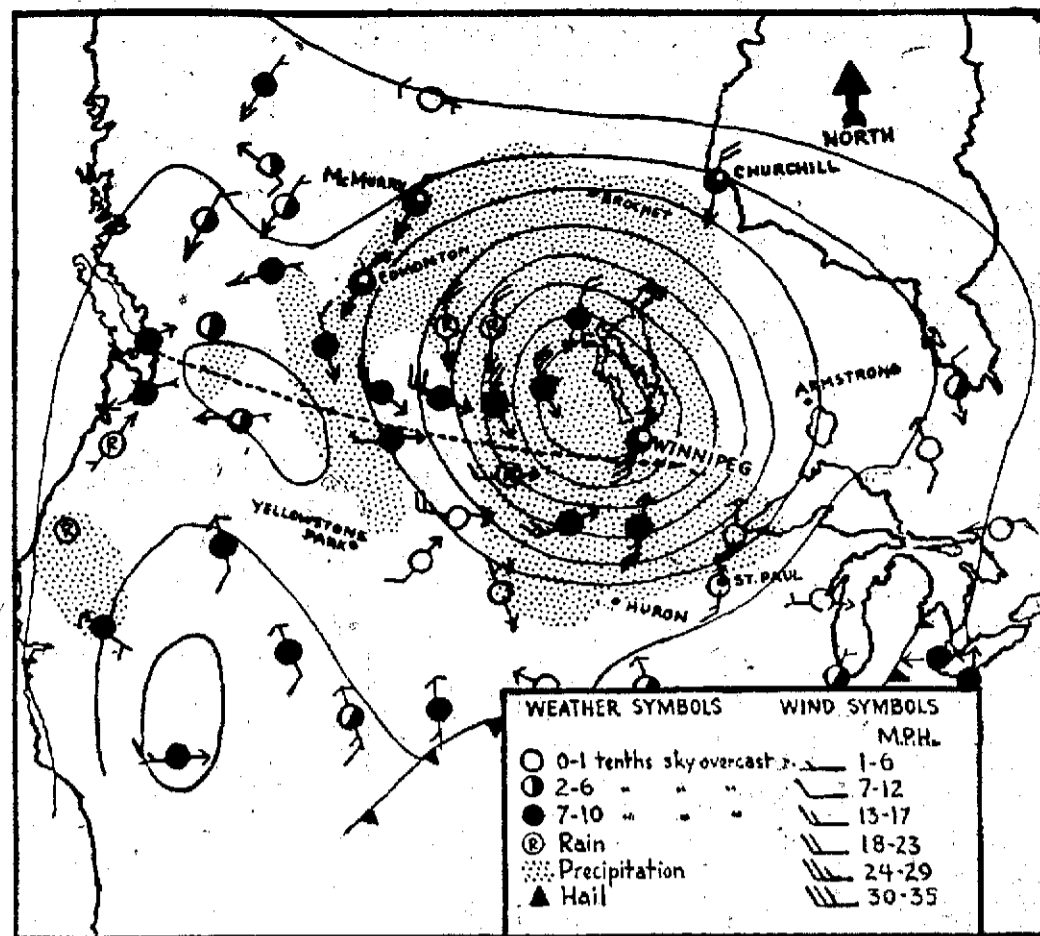 NORTH
McMURRY
CHURCHILL
BROCHET
EDMONTON
ARMSTRONG
WINNIPEG
YELLOWSTONE
PARK
ST. PAUL
HURON
R
R
R
R
R
WEATHER SYMBOLS WIND SYMBOLS
M.P.H.
0-1 tenths sky overcast 1-6
2-6 " " " 7-12
7-10 " " " 13-17
R Rain 18-23
Precipitation 24-29
Hail 30-35